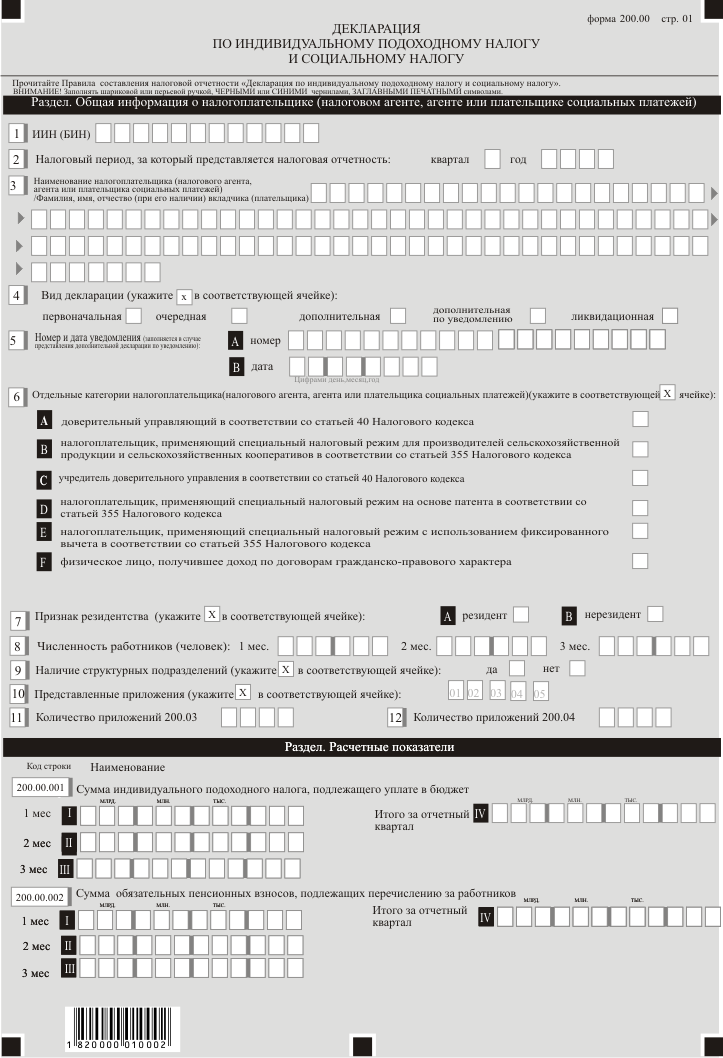 форма 200.00 стр. 01
ДЕКЛАРАЦИЯ
ПО ИНДИВИДУАЛЬНОМУ ПОДОХОДНОМУ НАЛОГУ
И СОЦИАЛЬНОМУ НАЛОГУ
Прочитайте Правила составления налоговой отчетности «Декларация по индивидуальному подоходному налогу и социальному налогу».
ВНИМАНИЕ! Заполнять шариковой или перьевой ручкой, ЧЕРНЫМИ или СИНИМИ чернилами, ЗАГЛАВНЫМИ ПЕЧАТНЫМИ символами.
Раздел. Общая информация о налогоплательщике (налоговом агенте, агенте или плательщике социальных платежей)
1 ИИН (БИН)
2 Налоговый период, за который представляется налоговая отчетность: квартал год
3 Наименование налогоплательщика (налогового агента,
агента или плательщика социальных платежей)
/Фамилия, имя, отчество (при его наличии) вкладчика (плательщика)
4 Вид декларации (укажите x в соответствующей ячейке):
первоначальная очередная дополнительная дополнительная
по уведомлению ликвидационная
5 Номер и дата уведомления (заполняется в случае
представления дополнительной декларации по уведомлению):
A номер
B дата
Цифрами день,месяц,год
6 Отдельные категории налогоплательщика(налогового агента, агента или плательщика социальных платежей)(укажите в соответствующей X ячейке):
A доверительный управляющий в соответствии со статьей 40 Налогового кодекса
B налогоплательщик, применяющий специальный налоговый режим для производителей сельскохозяйственной
продукции и сельскохозяйственных кооперативов в соответствии со статьей 355 Налогового кодекса
C учредитель доверительного управления в соответствии со статьей 40 Налогового кодекса
D налогоплательщик, применяющий специальный налоговый режим на основе патента в соответствии со
статьей 355 Налогового кодекса
E налогоплательщик, применяющий специальный налоговый режим с использованием фиксированного
вычета в соответствии со статьей 355 Налогового кодекса
F физическое лицо, получившее доход по договорам гражданско-правового характера
7 Признак резидентства (укажите X в соответствующей ячейке): A резидент B нерезидент
8 Численность работников (человек): 1 мес. 2 мес. 3 мес.
9 Наличие структурных подразделений (укажите X в соответствующей ячейке): да нет
10 Представленные приложения (укажите X в соответствующей ячейке): 01 02 03 04 05
11 Количество приложений 200.03 12 Количество приложений 200.04
Раздел. Расчетные показатели
Код строки Наименование
200.00.001 Сумма индивидуального подоходного налога, подлежащего уплате в бюджет
млрд. млн. тыс. млрд. млн. тыс.
1 мес I Итого за отчетный
квартал IV
2 мес II
3 мес III
200.00.002 Сумма обязательных пенсионных взносов, подлежащих перечислению за работников
млрд. млн. тыс. млрд. млн. тыс.
1 мес I Итого за отчетный
квартал IV
2 мес II
3 мес III
1 820000 010002